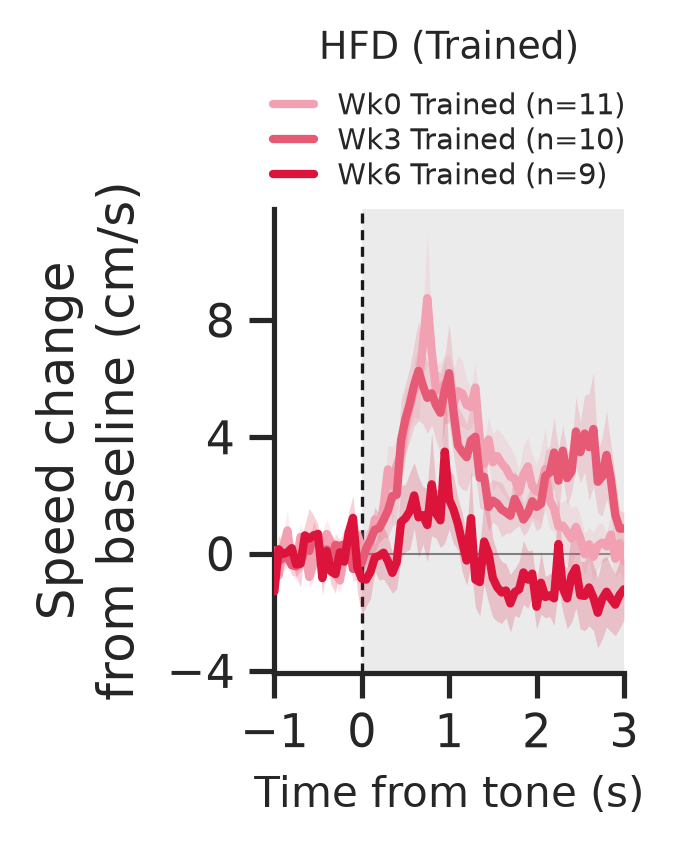 HFD (Trained)
Wk0 Trained (n=11)
Wk3 Trained (n=10)
Wk6 Trained (n=9)
Speed change
from baseline (cm/s)
8
4
0
−4
−1 0 1 2 3
Time from tone (s)